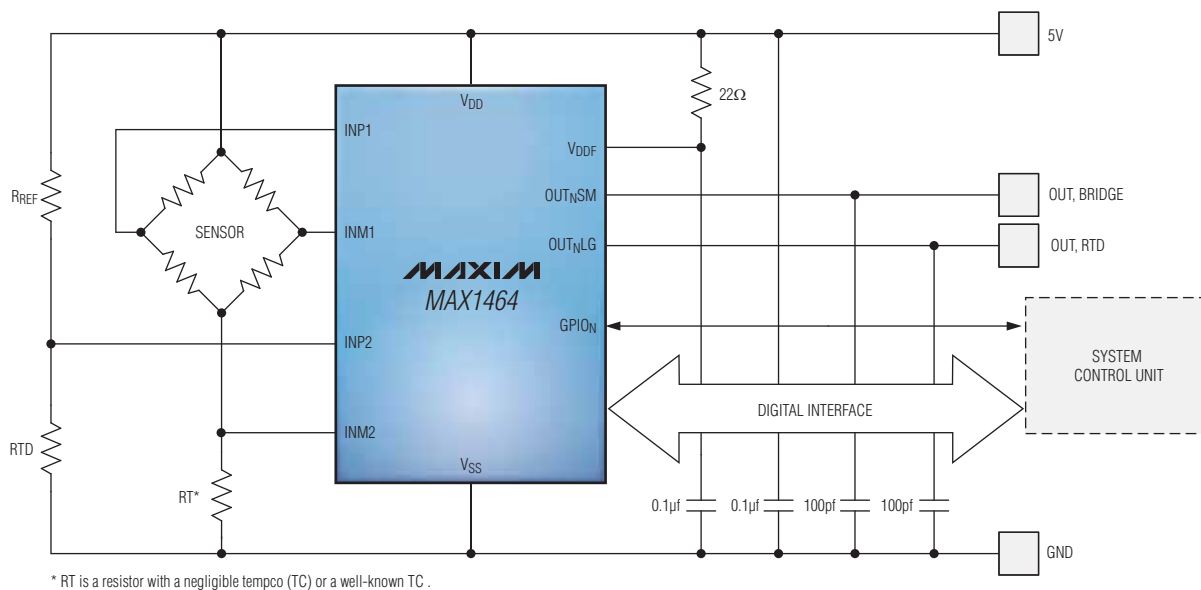 5V
22Ω
VDD
INP1
VDDF
RREF
OUTNSM
OUT, BRIDGE
SENSOR
INM1
OUTNLG
OUT, RTD
MAXIM
MAX1464
GPION
INP2
SYSTEM
CONTROL UNIT
DIGITAL INTERFACE
INM2
RTD
VSS
RT*
0.1µf
0.1µf
100pf
100pf
GND
* RT is a resistor with a negligible tempco (TC) or a well-known TC .